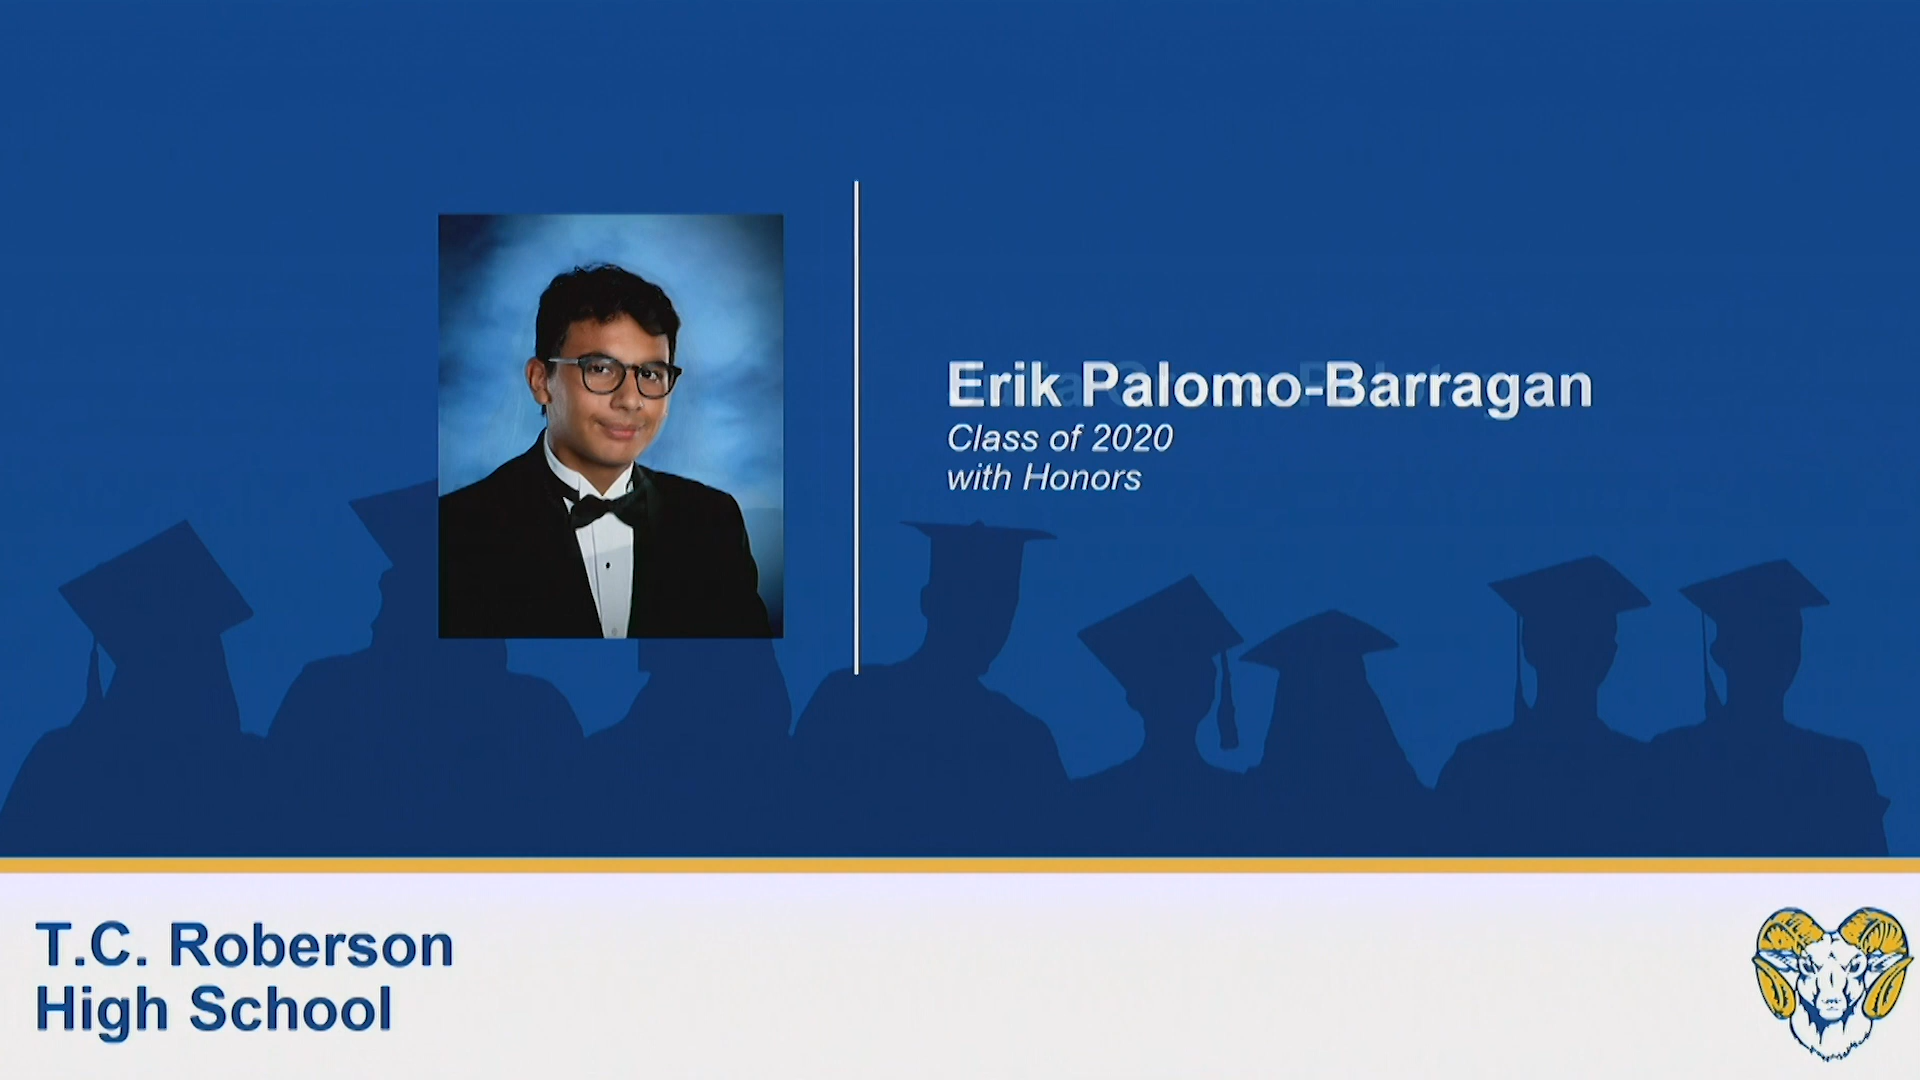 Erik Palomo-Barragan
Class of 2020
with Honors
T.C. Roberson
High School